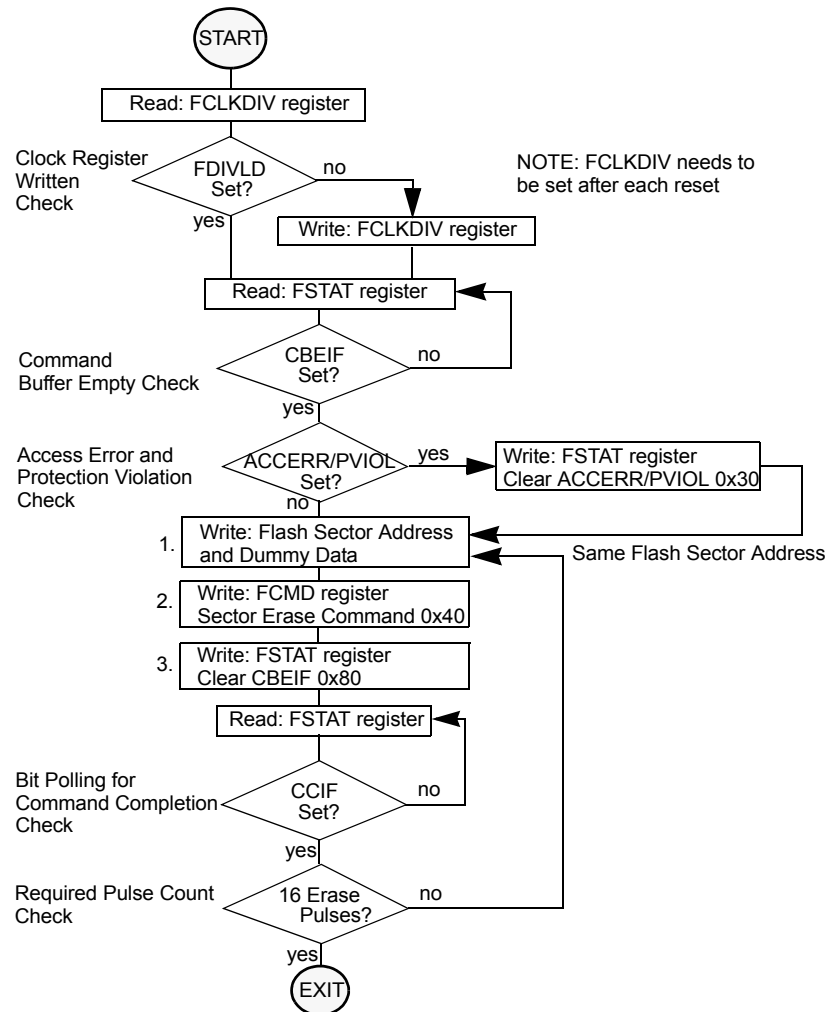 START
Read: FCLKDIV register
Clock Register
Written
Check
FDIVLD
Set?
no
yes
NOTE: FCLKDIV needs to
be set after each reset
Write: FCLKDIV register
Read: FSTAT register
Command
Buffer Empty Check
CBEIF
Set?
no
yes
Access Error and
Protection Violation
Check
ACCERR/PVIOL
Set?
yes
no
Write: FSTAT register
Clear ACCERR/PVIOL 0x30
1.
Write: Flash Sector Address
and Dummy Data
Same Flash Sector Address
2.
Write: FCMD register
Sector Erase Command 0x40
3.
Write: FSTAT register
Clear CBEIF 0x80
Read: FSTAT register
Bit Polling for
Command Completion
Check
CCIF
Set?
no
yes
Required Pulse Count
Check
16 Erase
Pulses?
no
yes
EXIT